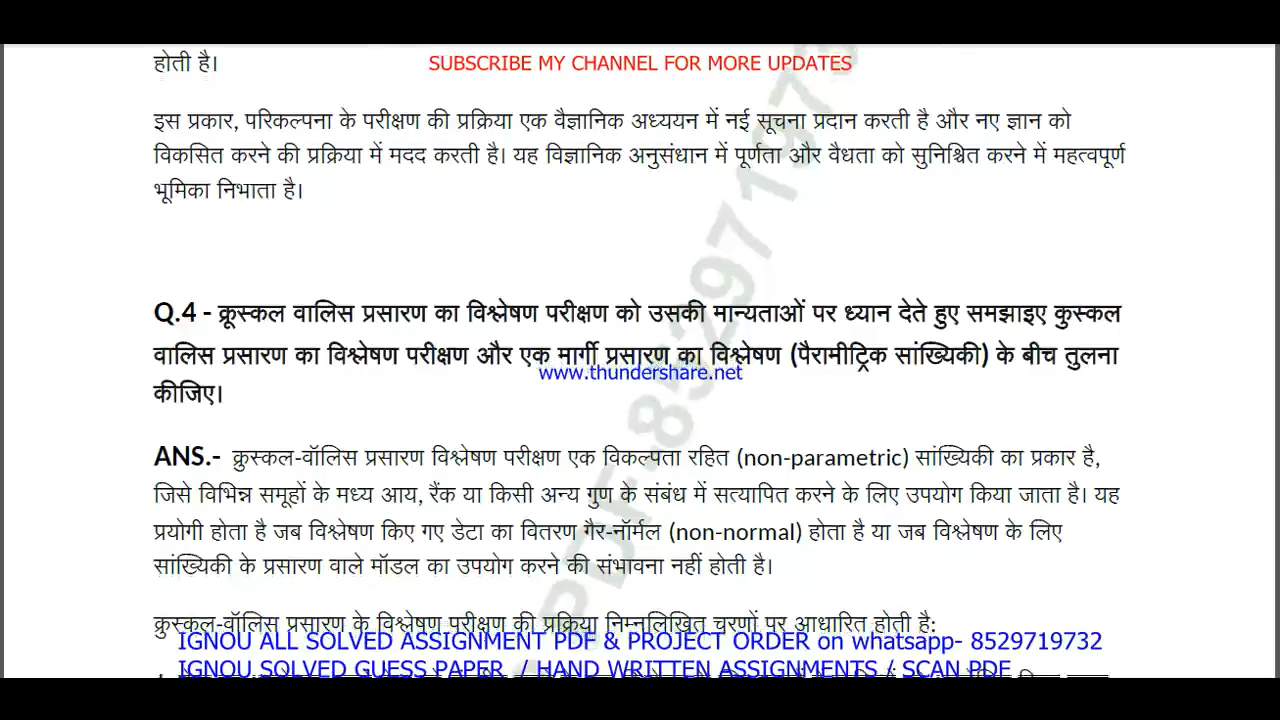 होती है।
SUBSCRIBE MY CHANNEL FOR MORE UPDATES
इस प्रकार, परिकल्पना के परीक्षण की प्रक्रिया एक वैज्ञानिक अध्ययन में नई सूचना प्रदान करती है और नए ज्ञान को
विकसित करने की प्रक्रिया में मदद करती है। यह विज्ञानिक अनुसंधान में पूर्णता और वैधता को सुनिश्चित करने में महत्वपूर्ण
भूमिका निभाता है।
Q.4 - क्रूस्कल वालिस प्रसारण का विश्लेषण परीक्षण को उसकी मान्यताओं पर ध्यान देते हुए समझाइए कुस्कल
वालिस प्रसारण का विश्लेषण परीक्षण और एक मार्गी प्रसारण का विश्लेषण (पैरामीट्रिक सांख्यिकी) के बीच तुलना
www.thundershare.net
कीजिए।
ANS.- क्रुस्कल-वॉलिस प्रसारण विश्लेषण परीक्षण एक विकल्पता रहित (non-parametric) सांख्यिकी का प्रकार है,
जिसे विभिन्न समूहों के मध्य आय, रैंक या किसी अन्य गुण के संबंध में सत्यापित करने के लिए उपयोग किया जाता है। यह
प्रयोगी होता है जब विश्लेषण किए गए डेटा का वितरण गैर-नॉर्मल (non-normal) होता है या जब विश्लेषण के लिए
सांख्यिकी के प्रसारण वाले मॉडल का उपयोग करने की संभावना नहीं होती है।
क्रुस्कल-वॉलिस प्रसारण के विश्लेषण परीक्षण की प्रक्रिया निम्नलिखित चरणों पर आधारित होती है:
IGNOU ALL SOLVED ASSIGNMENT PDF & PROJECT ORDER on whatsapp- 8529719732
IGNOU SOLVED GUESS PAPER / HAND WRITTEN ASSIGNMENTS / SCAN PDF
PDF-852971973